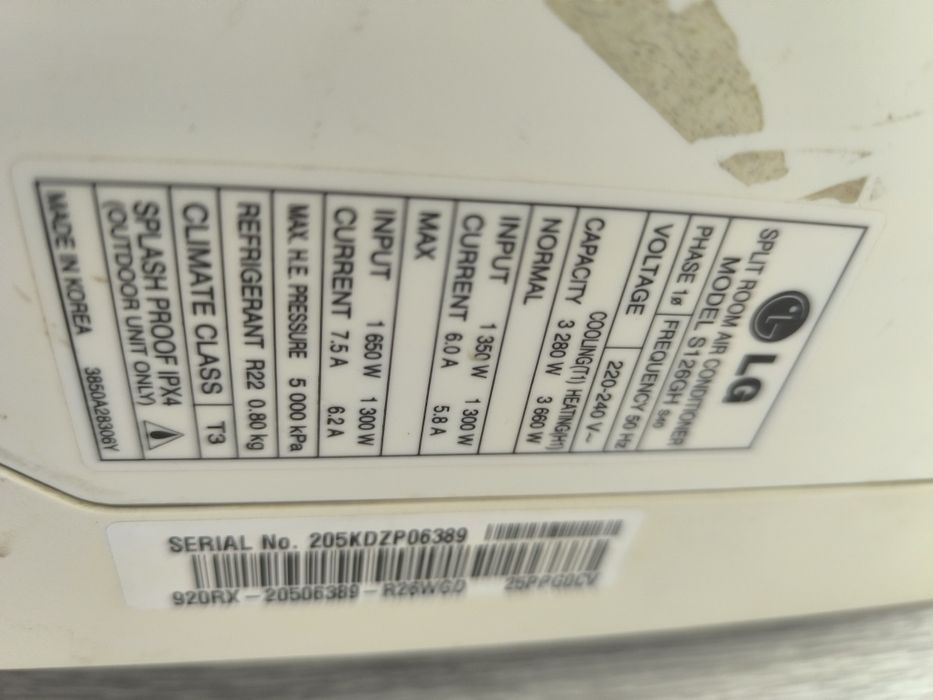 LG
SPLIT ROOM AIR CONDITIONER
MODEL S126GH S40
PHASE 1ø FREQUENCY 50 Hz
VOLTAGE 220-240 V~
CAPACITY COOLING(T1) HEATING(H1)
3 280 W 3 660 W
NORMAL
INPUT 1 350 W 1 300 W
CURRENT 6.0 A 5.8 A
MAX
INPUT 1 650 W 1 300 W
CURRENT 7.5 A 6.2 A
MAX. H.E. PRESSURE 5 000 kPa
REFRIGERANT R22 0.80 kg
CLIMATE CLASS T3
SPLASH PROOF IPX4
(OUTDOOR UNIT ONLY)
MADE IN KOREA 3850A28306Y
SERIAL No. 205KDZP06389
920RX - 20506389 - R26WGD 25PPG0CV